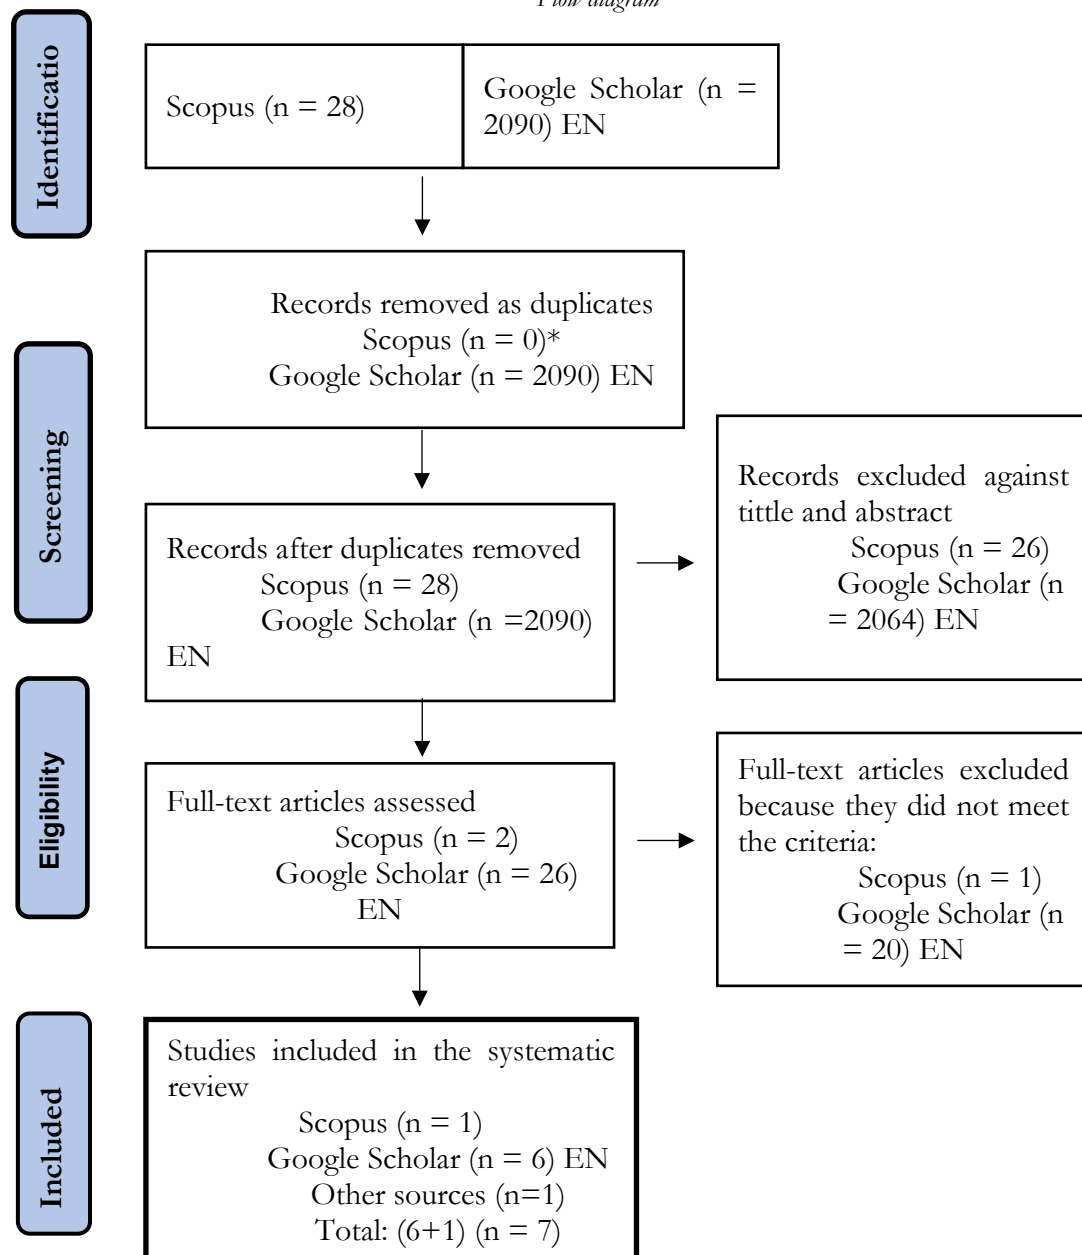 Flow diagram
Identificatio
Scopus (n = 28)
Google Scholar (n =
2090) EN
Records removed as duplicates
Scopus (n = 0)*
Google Scholar (n = 2090) EN
Screening
Records after duplicates removed
Scopus (n = 28)
Google Scholar (n =2090)
EN
Records excluded against
tittle and abstract
Scopus (n = 26)
Google Scholar (n
= 2064) EN
Eligibility
Full-text articles assessed
Scopus (n = 2)
Google Scholar (n = 26)
EN
Full-text articles excluded
because they did not meet
the criteria:
Scopus (n = 1)
Google Scholar (n
= 20) EN
Included
Studies included in the systematic
review
Scopus (n = 1)
Google Scholar (n = 6) EN
Other sources (n=1)
Total: (6+1) (n = 7)